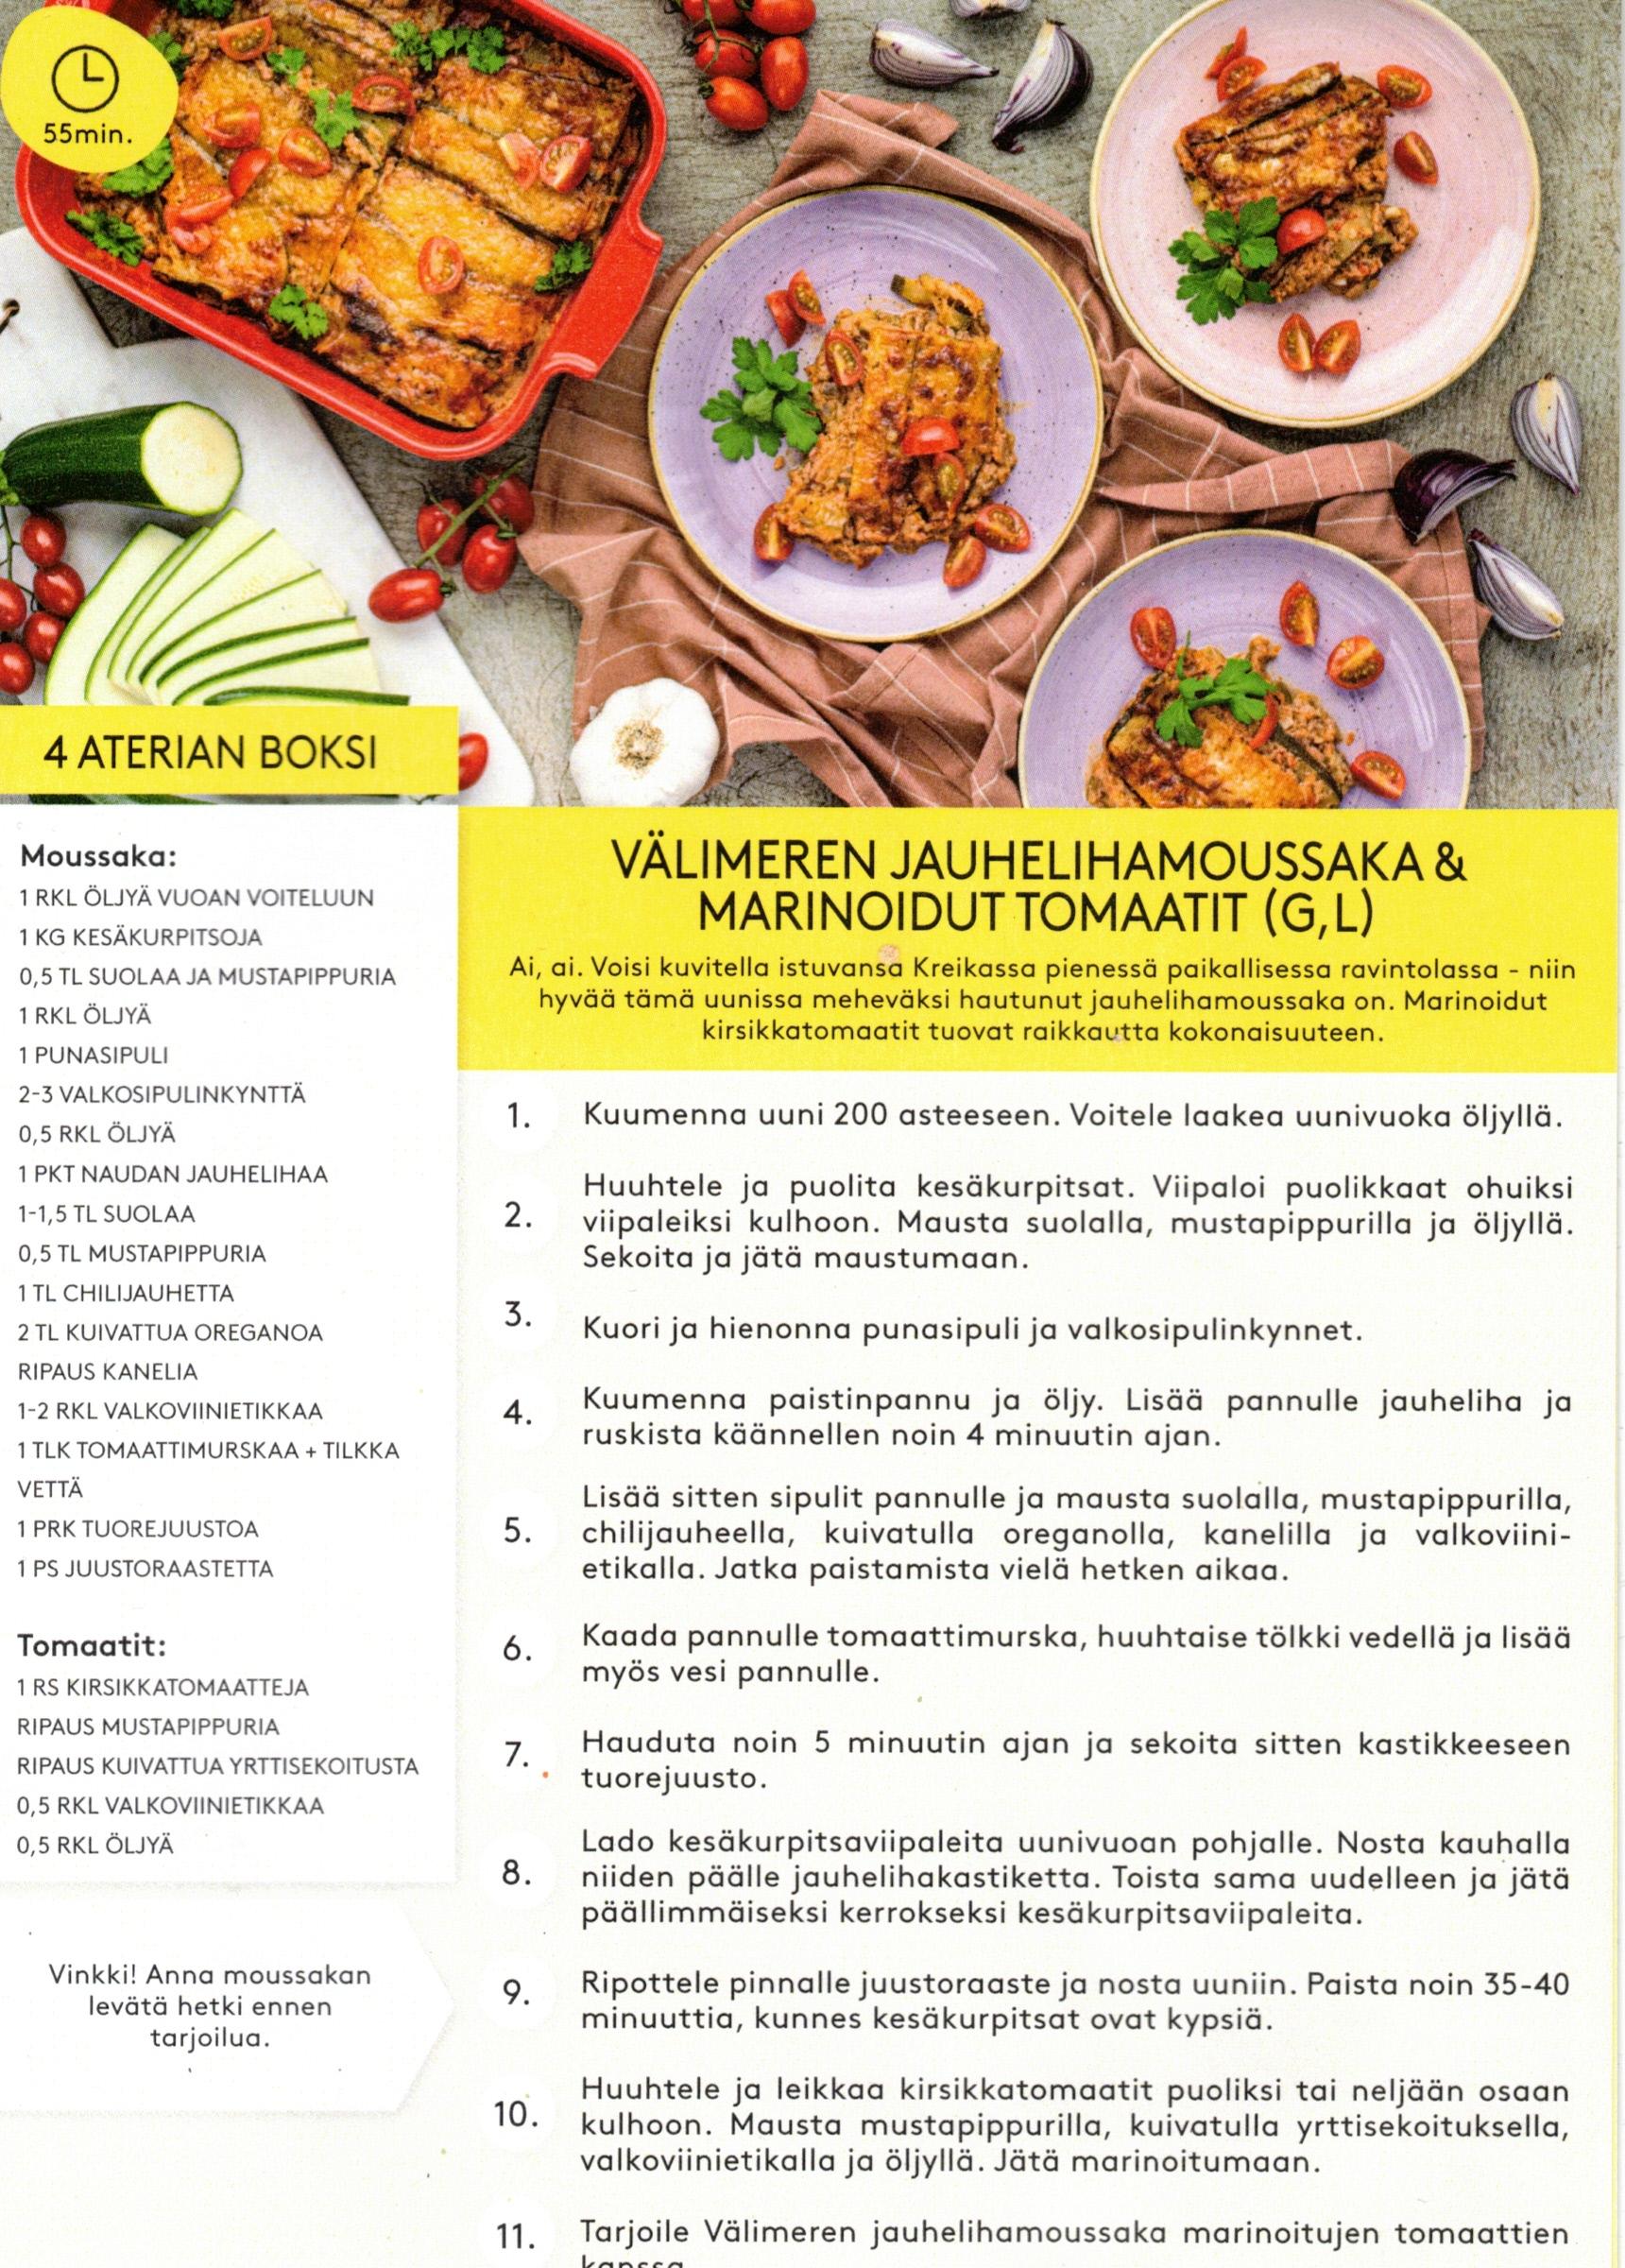 55min.
4 ATERIAN BOKSI
Moussaka:
1 RKL ÖLJYÄ VUOAN VOITELUUN
1 KG KESÄKURPITSOJA
0,5 TL SUOLAA JA MUSTAPIPPURIA
1 RKL ÖLJYÄ
1 PUNASIPULI
2-3 VALKOSIPULINKYNTTÄ
0,5 RKL ÖLJYÄ
1 PKT NAUDAN JAUHELIHAA
1-1,5 TL SUOLAA
0,5 TL MUSTAPIPPURIA
1 TL CHILIJAUHETTA
2 TL KUIVATTUA OREGANOA
RIPAUS KANELIA
1-2 RKL VALKOVIINIETIKKAA
1 TLK TOMAATTIMURSKAA + TILKKA
VETTÄ
1 PRK TUOREJUUSTOA
1 PS JUUSTORAASTETTA
Tomaatit:
1 RS KIRSIKKATOMAATTEJA
RIPAUS MUSTAPIPPURIA
RIPAUS KUIVATTUA YRTTISEKOITUSTA
0,5 RKL VALKOVIINIETIKKAA
0,5 RKL ÖLJYÄ
Vinkki! Anna moussakan
levätä hetki ennen
tarjoilua.
VÄLIMEREN JAUHELIHAMOUSSAKA &
MARINOIDUT TOMAATIT (G,L)
Ai, ai. Voisi kuvitella istuvansa Kreikassa pienessä paikallisessa ravintolassa - niin
hyvää tämä uunissa meheväksi hautunut jauhelihamoussaka on. Marinoidut
kirsikkatomaatit tuovat raikkautta kokonaisuuteen.
1. Kuumenna uuni 200 asteeseen. Voitele laakea uunivuoka öljyllä.
2. Huuhtele ja puolita kesäkurpitsat. Viipaloi puolikkaat ohuiksi
viipaleiksi kulhoon. Mausta suolalla, mustapippurilla ja öljyllä.
Sekoita ja jätä maustumaan.
3. Kuori ja hienonna punasipuli ja valkosipulinkynnet.
4. Kuumenna paistinpannu ja öljy. Lisää pannulle jauheliha ja
ruskista käännellen noin 4 minuutin ajan.
5. Lisää sitten sipulit pannulle ja mausta suolalla, mustapippurilla,
chilijauheella, kuivatulla oreganolla, kanelilla ja valkoviini-
etikalla. Jatka paistamista vielä hetken aikaa.
6. Kaada pannulle tomaattimurska, huuhtaise tölkki vedellä ja lisää
myös vesi pannulle.
7. Hauduta noin 5 minuutin ajan ja sekoita sitten kastikkeeseen
tuorejuusto.
8. Lado kesäkurpitsaviipaleita uunivuoan pohjalle. Nosta kauhalla
niiden päälle jauhelihakastiketta. Toista sama uudelleen ja jätä
päällimmäiseksi kerrokseksi kesäkurpitsaviipaleita.
9. Ripottele pinnalle juustoraaste ja nosta uuniin. Paista noin 35-40
minuuttia, kunnes kesäkurpitsat ovat kypsiä.
10. Huuhtele ja leikkaa kirsikkatomaatit puoliksi tai neljään osaan
kulhoon. Mausta mustapippurilla, kuivatulla yrttisekoituksella,
valkoviinietikalla ja öljyllä. Jätä marinoitumaan.
11. Tarjoile Välimeren jauhelihamoussaka marinoitujen tomaattien
kanssa